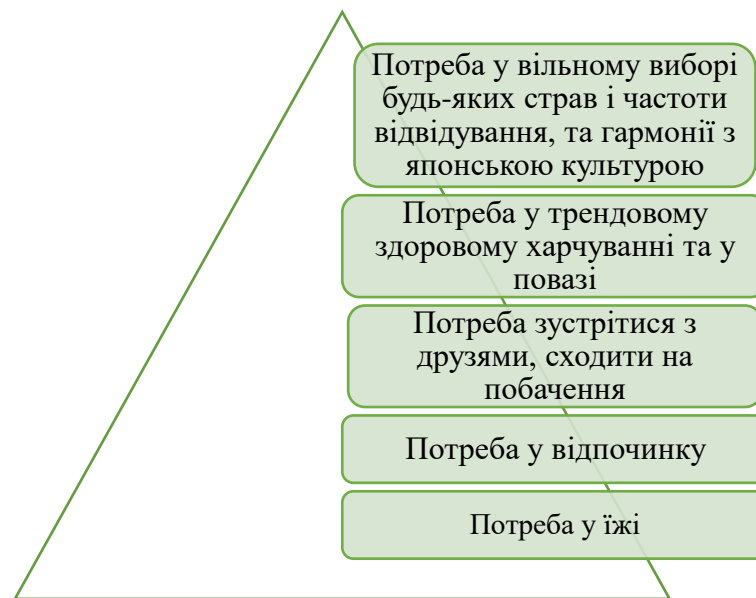 Потреба у вільному виборі
будь-яких страв і частоти
відвідування, та гармонії з
японською культурою
Потреба у трендовому
здоровому харчуванні та у
повазі
Потреба зустрітися з
друзями, сходити на
побачення
Потреба у відпочинку
Потреба у їжі